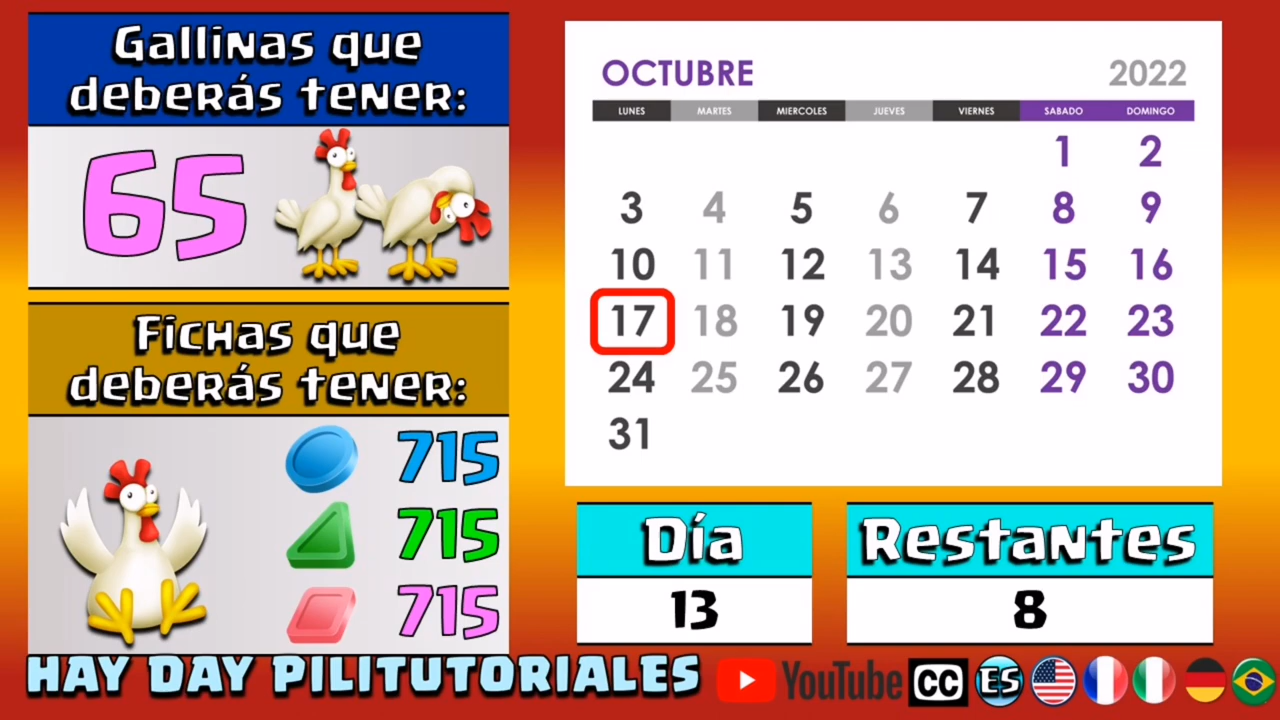 Gallinas que
deberás tener:
65
Fichas que
deberás tener:
715
715
715
OCTUBRE 2022
LUNES MARTES MIERCOLES JUEVES VIERNES SABADO DOMINGO
1 2
3 4 5 6 7 8 9
10 11 12 13 14 15 16
17 18 19 20 21 22 23
24 25 26 27 28 29 30
31
Día Restantes
13 8
HAY DAY PILITUTORIALES YouTube CC ES